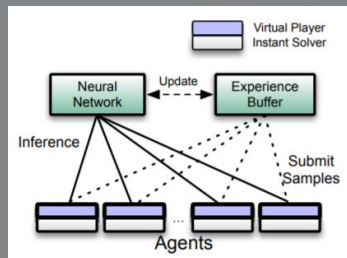 Virtual Player
Instant Solver
Neural
Network
Update
Experience
Buffer
Inference
Submit
Samples
...
Agents